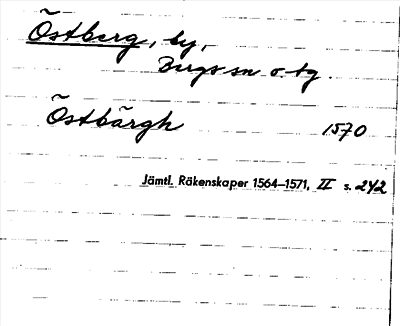 Östberg, by,
Bergs sn o. tg.
Östbärgh 1570
Jämtl. Räkenskaper 1564–1571, II s. 242